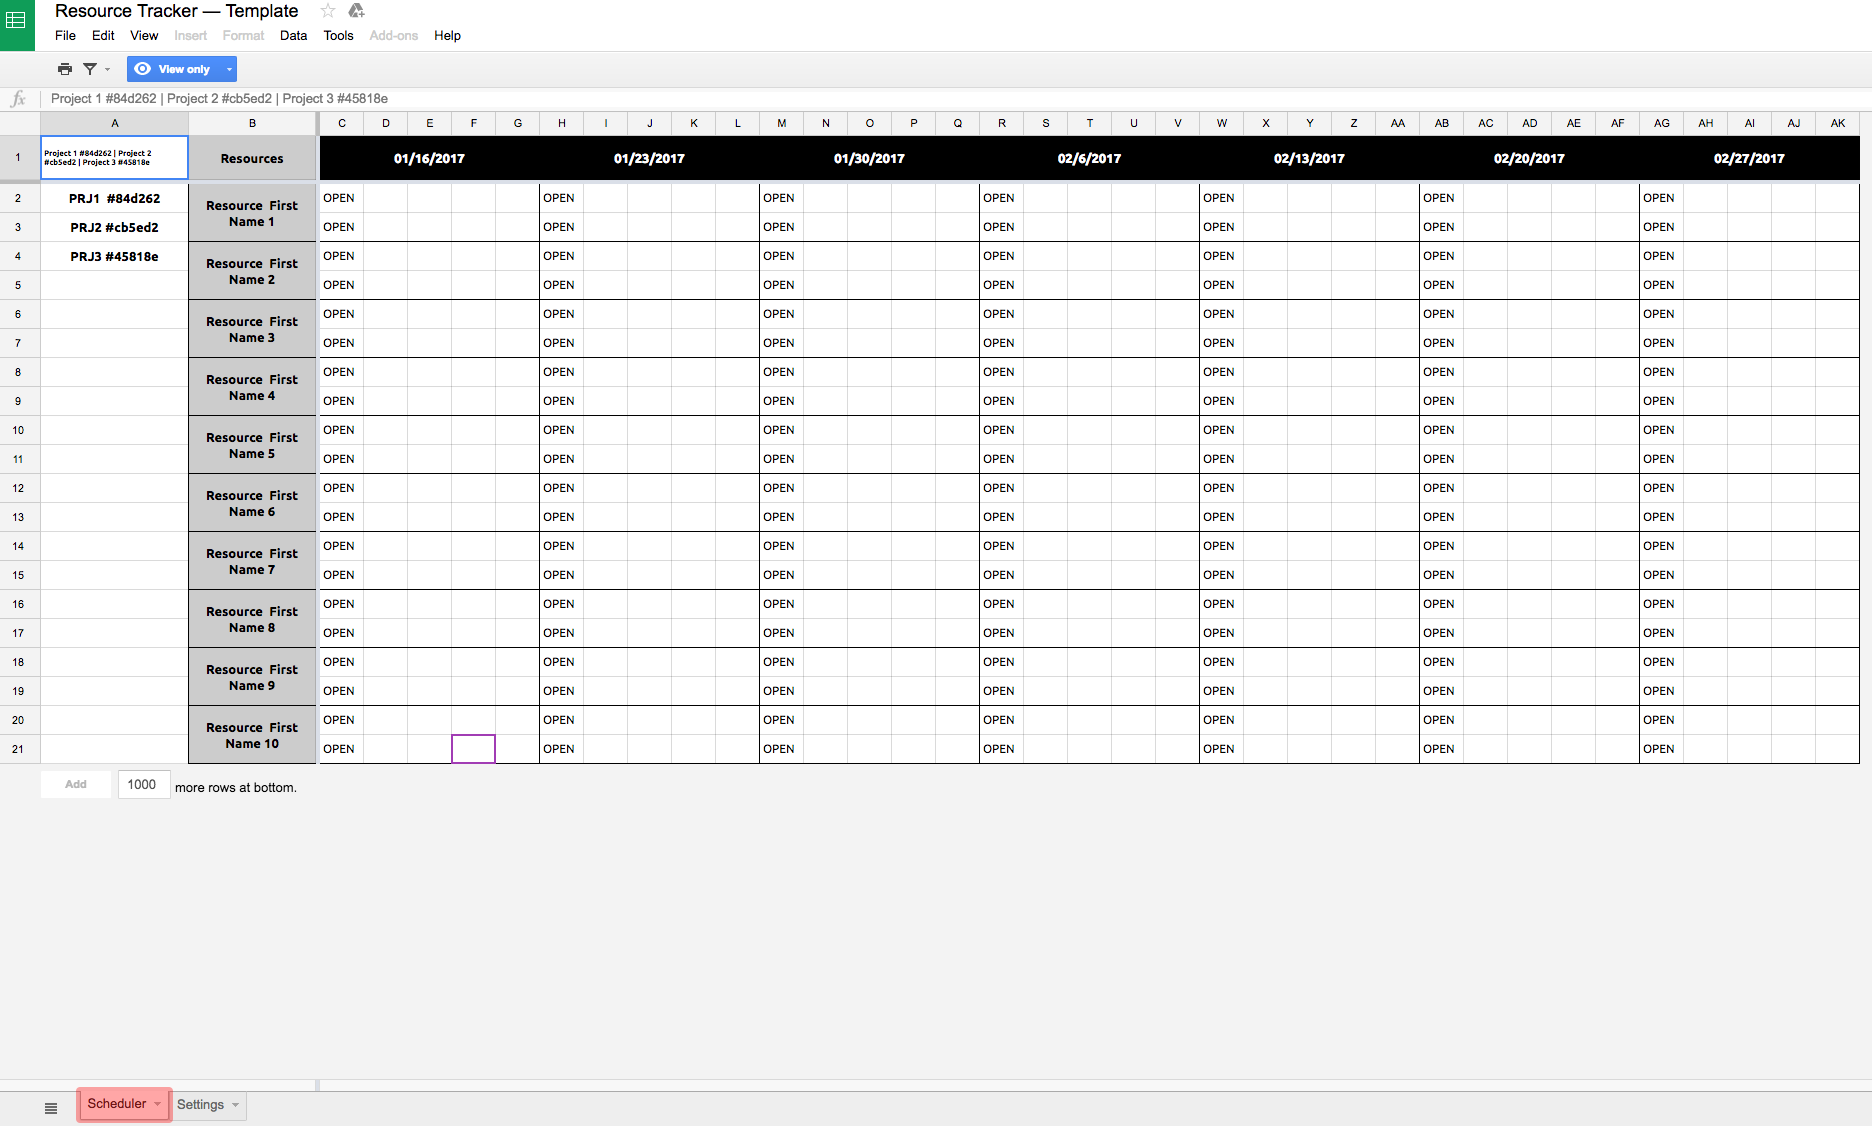 Resource Tracker — Template
File Edit View Insert Format Data Tools Add-ons Help
View only
fx Project 1 #84d262 | Project 2 #cb5ed2 | Project 3 #45818e
A B C D E F G H I J K L M N O P Q R S T U V W X Y Z AA AB AC AD AE AF AG AH AI AJ AK
1 Project 1 #84d262 | Project 2
#cb5ed2 | Project 3 #45818e
Resources 01/16/2017 01/23/2017 01/30/2017 02/6/2017 02/13/2017 02/20/2017 02/27/2017
2 PRJ1 #84d262 OPEN OPEN OPEN OPEN OPEN OPEN OPEN
Resource First
Name 1
3 PRJ2 #cb5ed2 OPEN OPEN OPEN OPEN OPEN OPEN OPEN
4 PRJ3 #45818e OPEN OPEN OPEN OPEN OPEN OPEN OPEN
Resource First
Name 2
5 OPEN OPEN OPEN OPEN OPEN OPEN OPEN
6 OPEN OPEN OPEN OPEN OPEN OPEN OPEN
Resource First
Name 3
7 OPEN OPEN OPEN OPEN OPEN OPEN OPEN
8 OPEN OPEN OPEN OPEN OPEN OPEN OPEN
Resource First
Name 4
9 OPEN OPEN OPEN OPEN OPEN OPEN OPEN
10 OPEN OPEN OPEN OPEN OPEN OPEN OPEN
Resource First
Name 5
11 OPEN OPEN OPEN OPEN OPEN OPEN OPEN
12 OPEN OPEN OPEN OPEN OPEN OPEN OPEN
Resource First
Name 6
13 OPEN OPEN OPEN OPEN OPEN OPEN OPEN
14 OPEN OPEN OPEN OPEN OPEN OPEN OPEN
Resource First
Name 7
15 OPEN OPEN OPEN OPEN OPEN OPEN OPEN
16 OPEN OPEN OPEN OPEN OPEN OPEN OPEN
Resource First
Name 8
17 OPEN OPEN OPEN OPEN OPEN OPEN OPEN
18 OPEN OPEN OPEN OPEN OPEN OPEN OPEN
Resource First
Name 9
19 OPEN OPEN OPEN OPEN OPEN OPEN OPEN
20 OPEN OPEN OPEN OPEN OPEN OPEN OPEN
Resource First
Name 10
21 OPEN OPEN OPEN OPEN OPEN OPEN OPEN
Add 1000 more rows at bottom.
Scheduler Settings